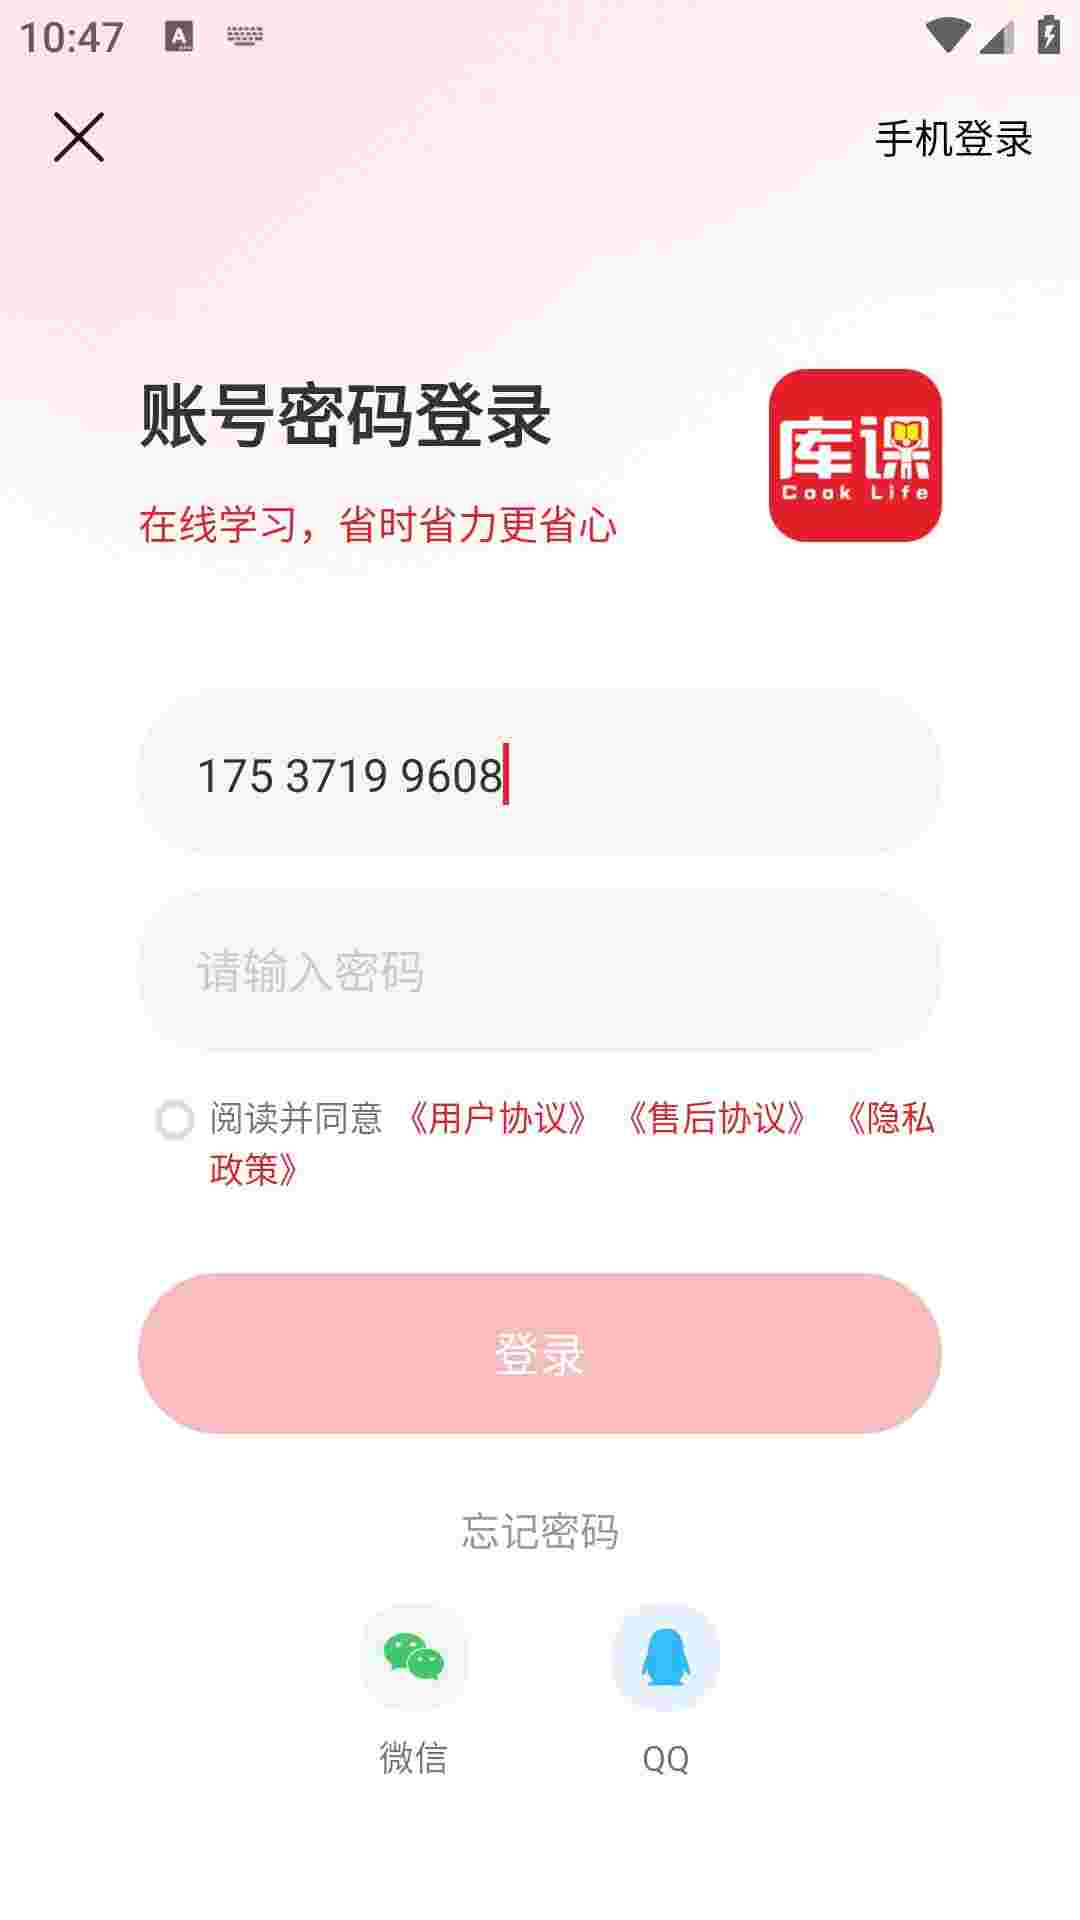 10:47
手机登录
账号密码登录
库课
Cook Life
在线学习，省时省力更省心
175 3719 9608
请输入密码
阅读并同意 《用户协议》 《售后协议》 《隐私
政策》
登录
忘记密码
微信
QQ